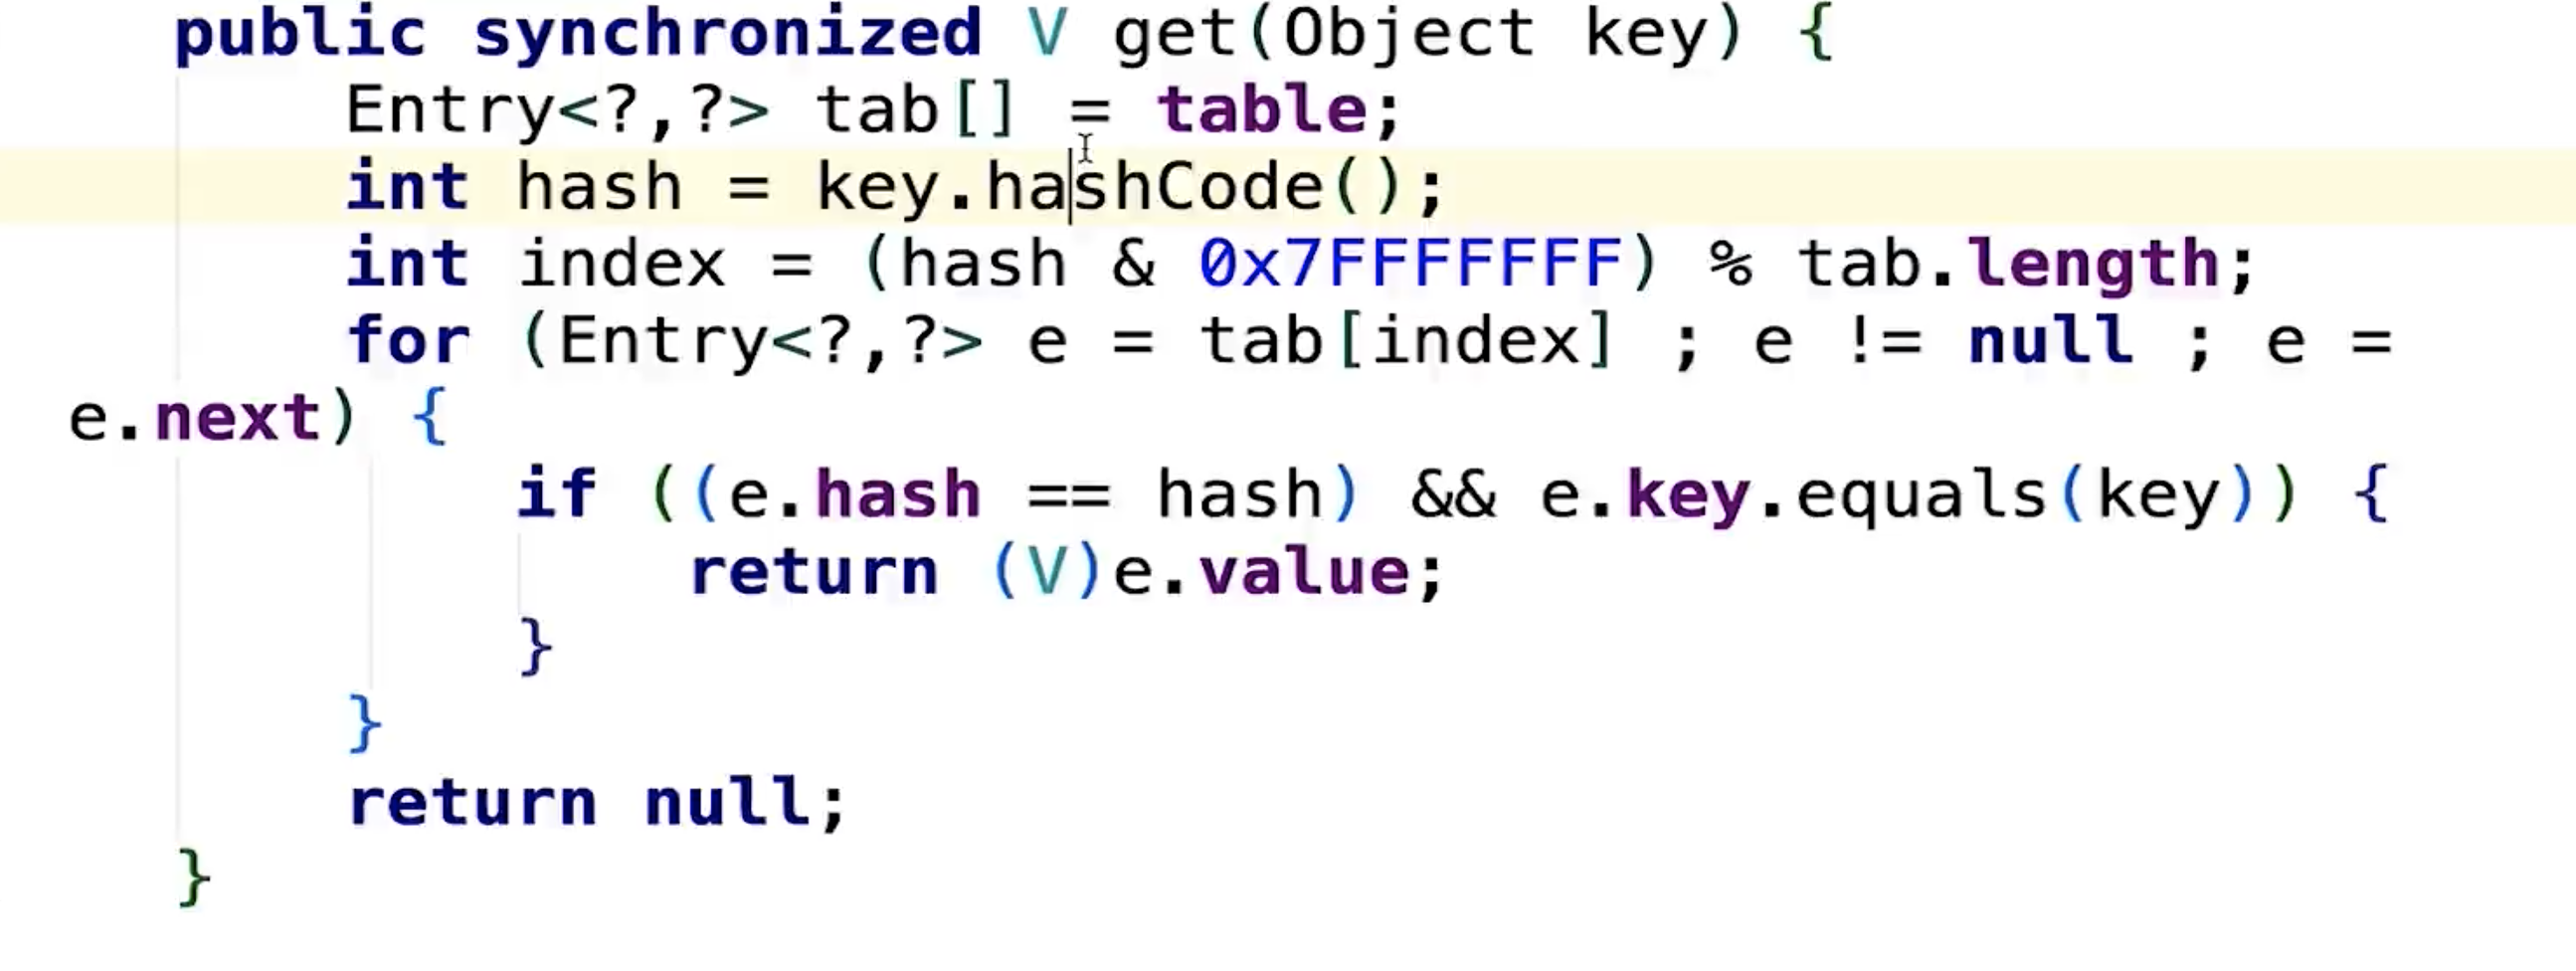 public synchronized V get(Object key) {
Entry<?,?> tab[] = table;
int hash = key.hashCode();
int index = (hash & 0x7FFFFFFF) % tab.length;
for (Entry<?,?> e = tab[index] ; e != null ; e =
e.next) {
if ((e.hash == hash) && e.key.equals(key)) {
return (V)e.value;
}
}
return null;
}